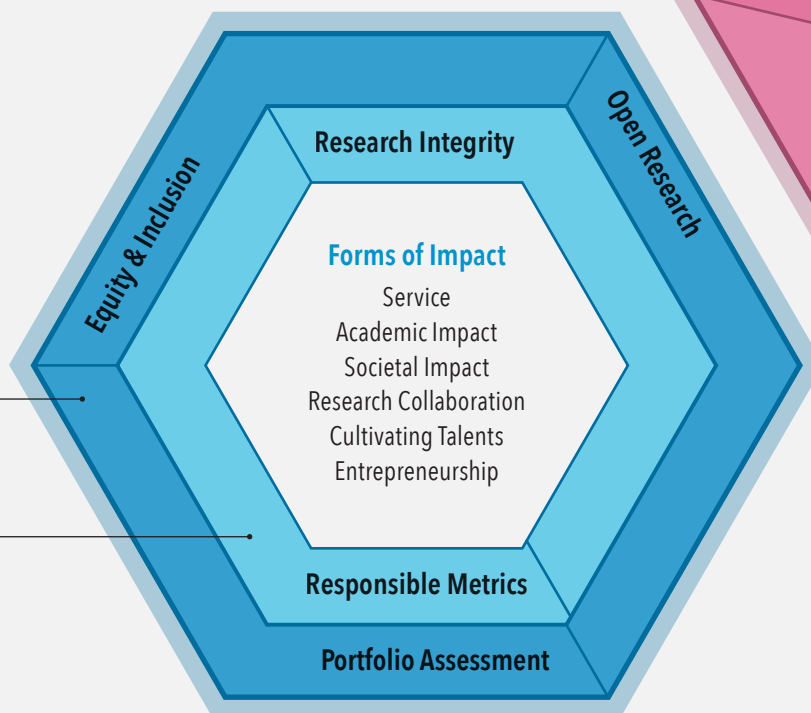 Open Research
Research Integrity
Equity & Inclusion
Forms of Impact
Service
Academic Impact
Societal Impact
Research Collaboration
Cultivating Talents
Entrepreneurship
Responsible Metrics
Portfolio Assessment